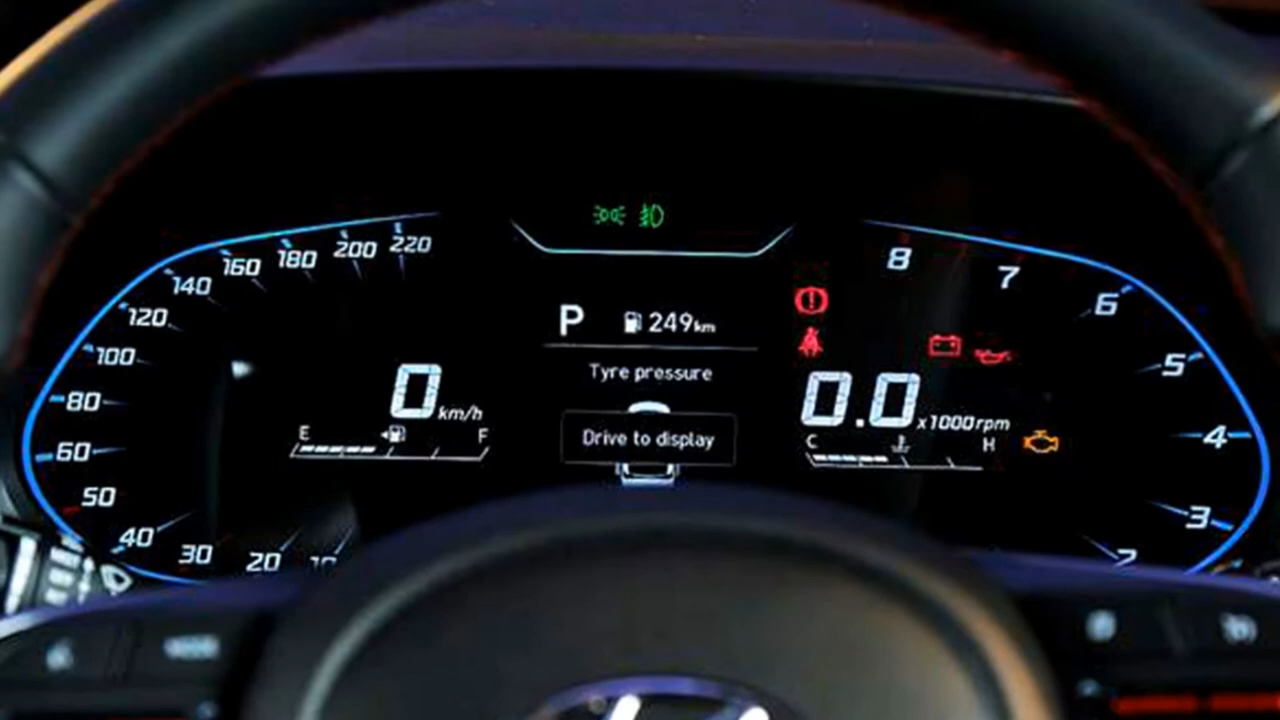 220
200
180
160
140
120
100
80
60
50
40
30
20
P 249km
Tyre pressure
Drive to display
0 km/h
E F
8
7
6
5
4
3
2
0.0 x1000rpm
C H